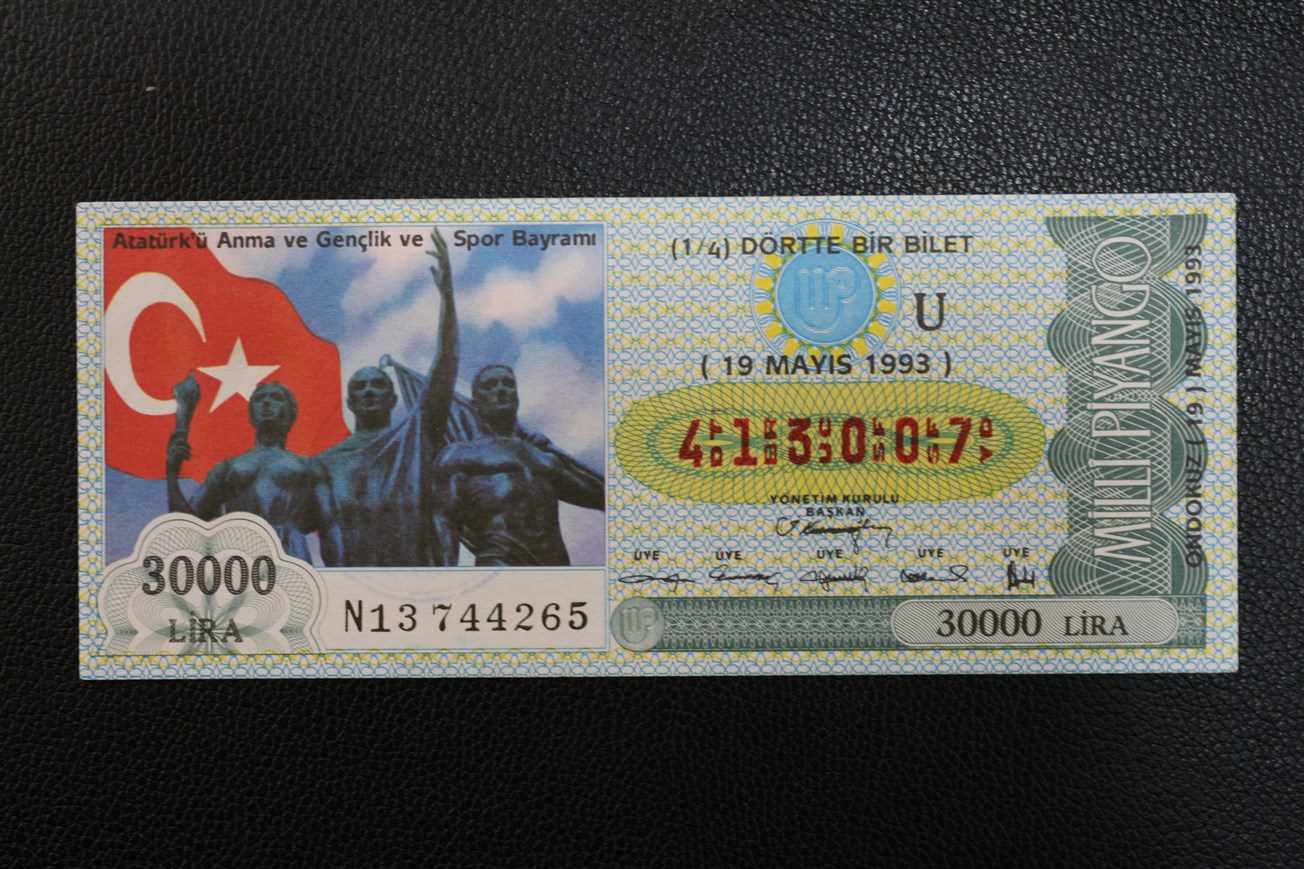 Atatürk'ü Anma ve Gençlik ve Spor Bayramı
30000
LİRA
N13 744265
(1/4) DÖRTTE BİR BİLET
U
( 19 MAYIS 1993 )
413007
YÖNETİM KURULU
BAŞKAN
ÜYE ÜYE ÜYE ÜYE ÜYE
30000 LİRA
MİLLİ PİYANGO
ONDOKUZ ( 19 ) MAYIS 1993